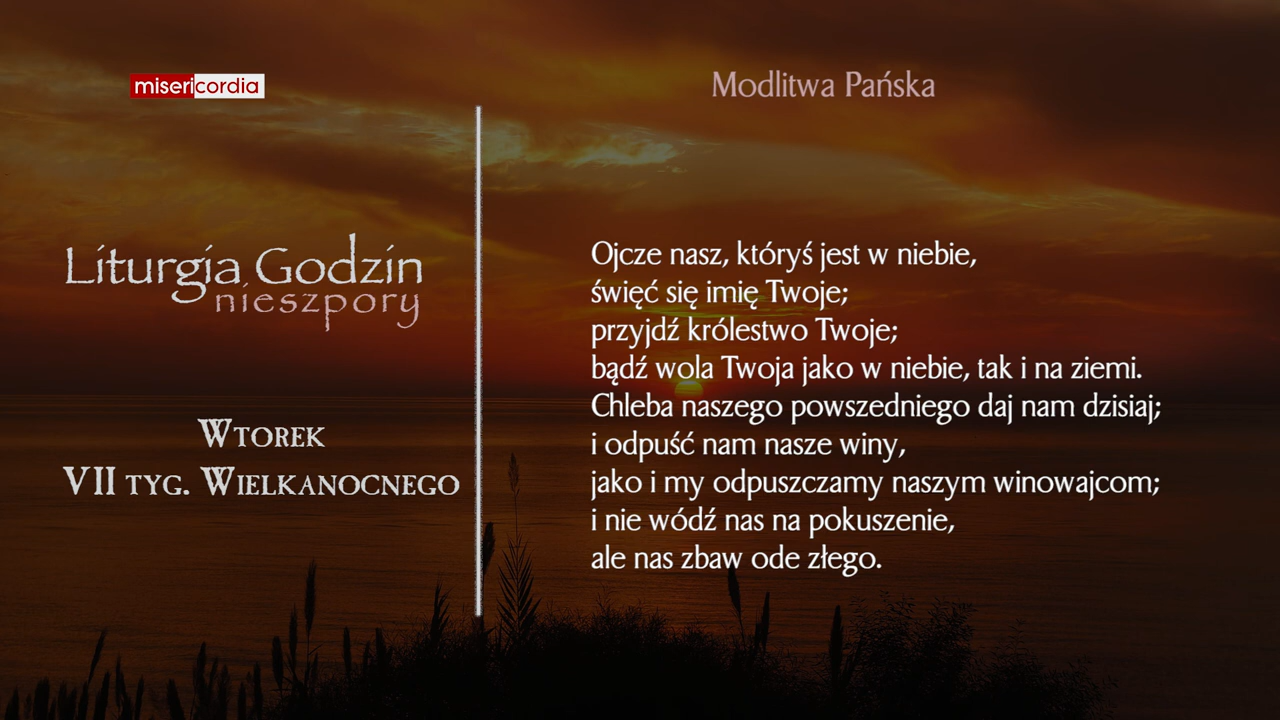 misericordia
Liturgia Godzin
nieszpory
Wtorek
VII tyg. Wielkanocnego
Modlitwa Pańska
Ojcze nasz, któryś jest w niebie,
święć się imię Twoje;
przyjdź królestwo Twoje;
bądź wola Twoja jako w niebie, tak i na ziemi.
Chleba naszego powszedniego daj nam dzisiaj;
i odpuść nam nasze winy,
jako i my odpuszczamy naszym winowajcom;
i nie wódź nas na pokuszenie,
ale nas zbaw ode złego.